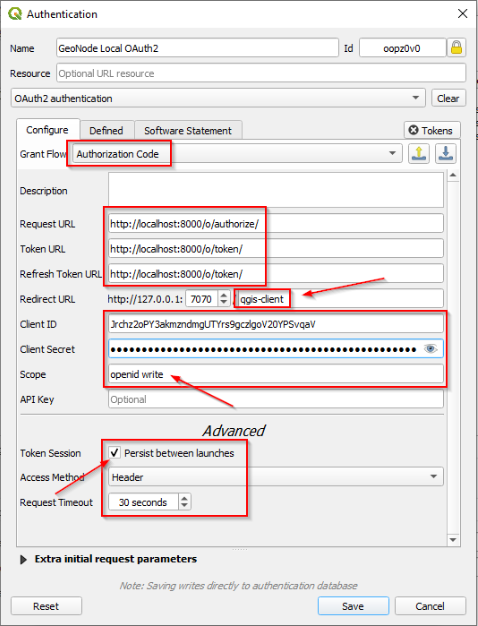 Authentication
Name GeoNode Local OAuth2 Id oopz0v0
Resource Optional URL resource
OAuth2 authentication Clear
Configure Defined Software Statement Tokens
Grant Flow Authorization Code
Description
Request URL http://localhost:8000/o/authorize/
Token URL http://localhost:8000/o/token/
Refresh Token URL http://localhost:8000/o/token/
Redirect URL http://127.0.0.1: 7070 / qgis-client
Client ID Jrchz2oPY3akmzndmgUTYrs9gczlgoV20YPSvqaV
Client Secret ●●●●●●●●●●●●●●●●●●●●●●●●●●●●●●●●●●●●●●●●●●●
Scope openid write
API Key Optional
Advanced
Token Session Persist between launches
Access Method Header
Request Timeout 30 seconds
Extra initial request parameters
Note: Saving writes directly to authentication database
Reset Save Cancel